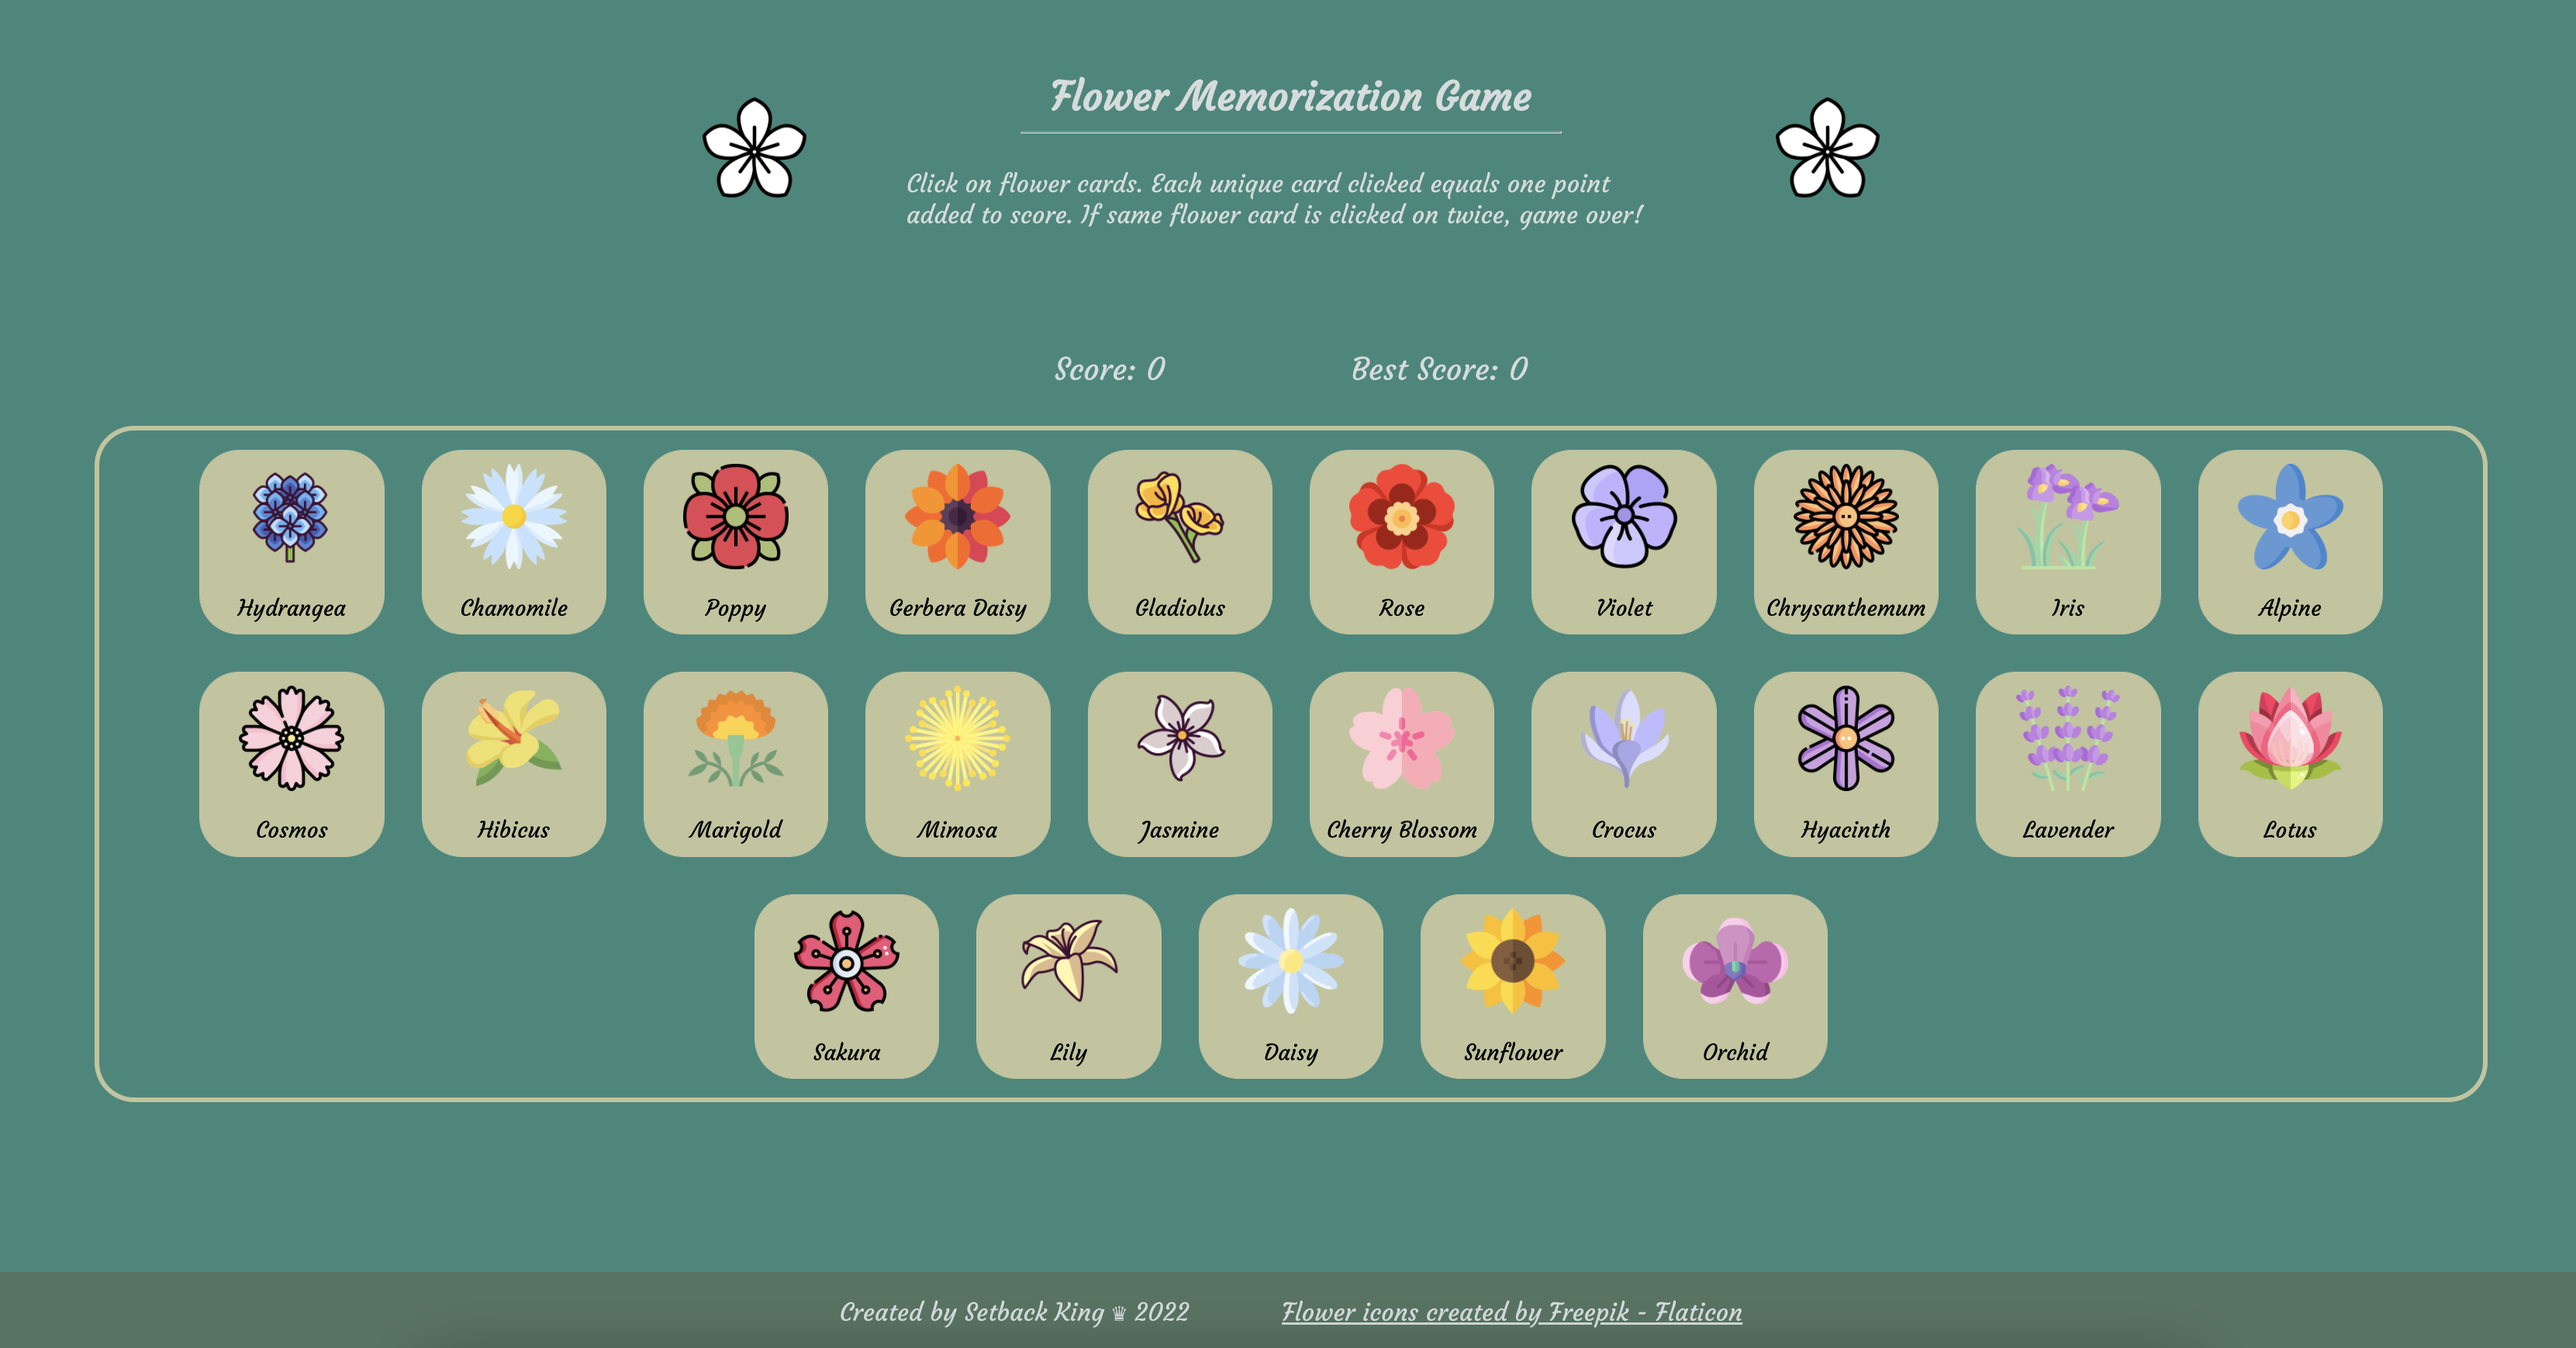 Flower Memorization Game
Click on flower cards. Each unique card clicked equals one point
added to score. If same flower card is clicked on twice, game over!
Score: 0
Best Score: 0
Hydrangea
Chamomile
Poppy
Gerbera Daisy
Gladiolus
Rose
Violet
Chrysanthemum
Iris
Alpine
Cosmos
Hibicus
Marigold
Mimosa
Jasmine
Cherry Blossom
Crocus
Hyacinth
Lavender
Lotus
Sakura
Lily
Daisy
Sunflower
Orchid
Created by Setback King ♕ 2022
Flower icons created by Freepik - Flaticon